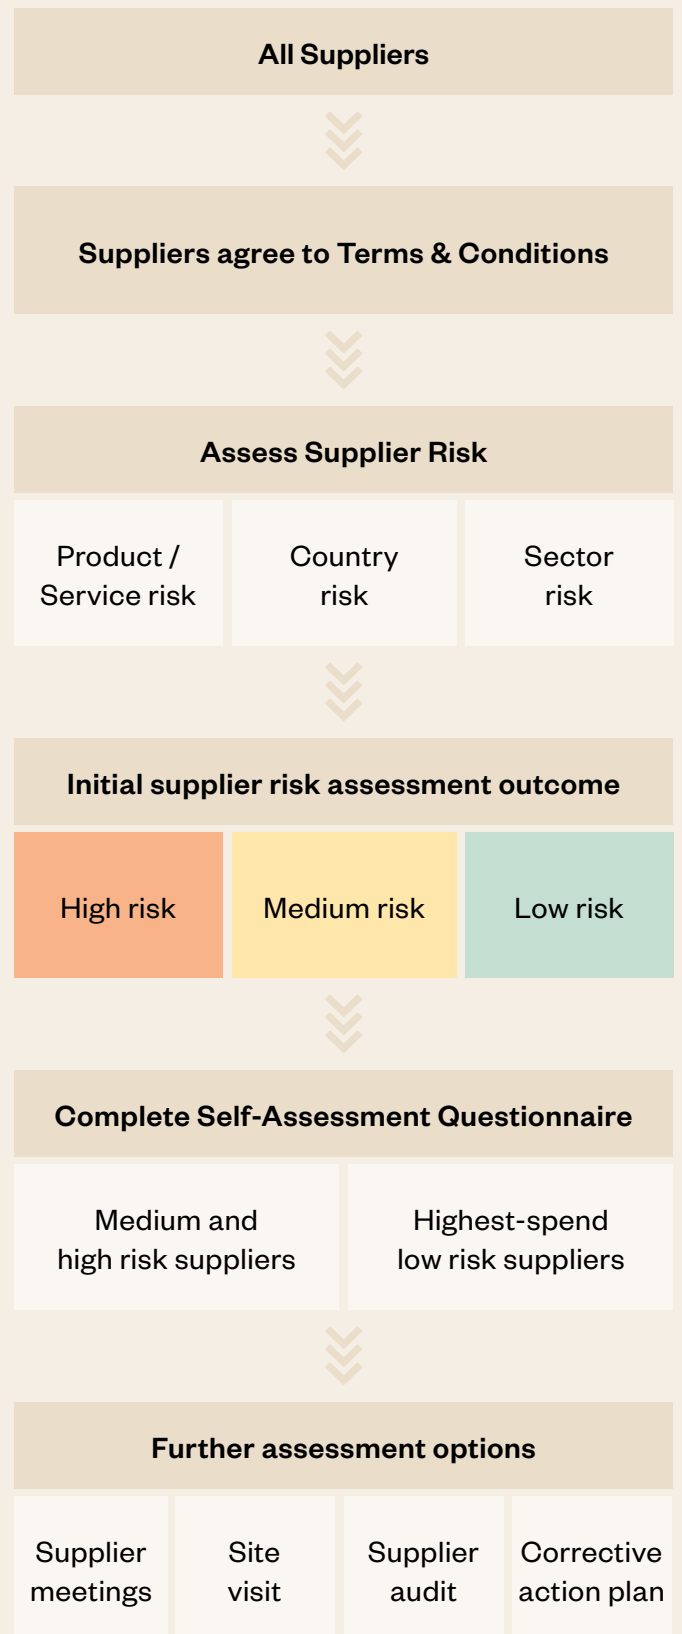 All Suppliers
Suppliers agree to Terms & Conditions
Assess Supplier Risk
Product /
Service risk
Country
risk
Sector
risk
Initial supplier risk assessment outcome
High risk
Medium risk
Low risk
Complete Self-Assessment Questionnaire
Medium and
high risk suppliers
Highest-spend
low risk suppliers
Further assessment options
Supplier
meetings
Site
visit
Supplier
audit
Corrective
action plan